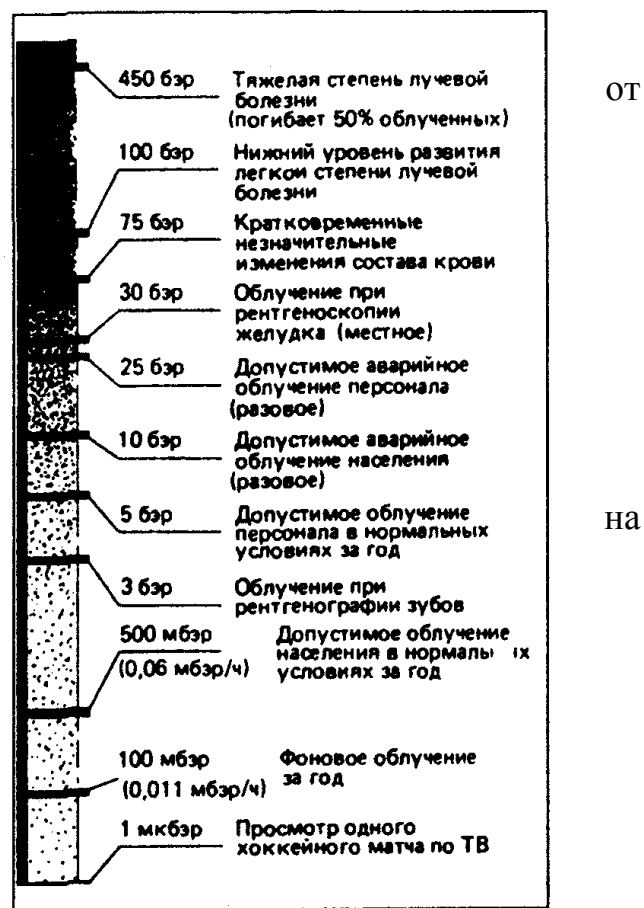 450 бэр Тяжелая степень лучевой
болезни
(погибает 50% облученных)
от
100 бэр Нижний уровень развития
легкой степени лучевой
болезни
75 бэр Кратковременные
незначительные
изменения состава крови
30 бэр Облучение при
рентгеноскопии
желудка (местное)
25 бэр Допустимое аварийное
облучение персонала
(разовое)
10 бэр Допустимое аварийное
облучение населения
(разовое)
5 бэр Допустимое облучение
персонала в нормальных
условиях за год
на
3 бэр Облучение при
рентгенографии зубов
500 мбэр Допустимое облучение
(0,06 мбэр/ч) населения в нормальных
условиях за год
100 мбэр Фоновое облучение
(0,011 мбэр/ч) за год
1 мкбэр Просмотр одного
хоккейного матча по ТВ